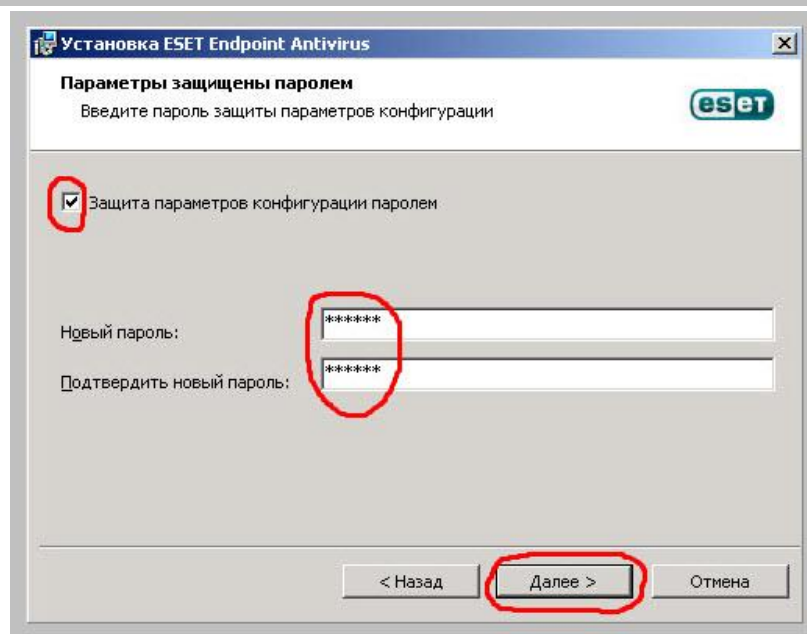 Установка ESET Endpoint Antivirus
Параметры защищены паролем
Введите пароль защиты параметров конфигурации
eseT
Защита параметров конфигурации паролем
Новый пароль: ******
Подтвердить новый пароль: ******
< Назад Далее > Отмена